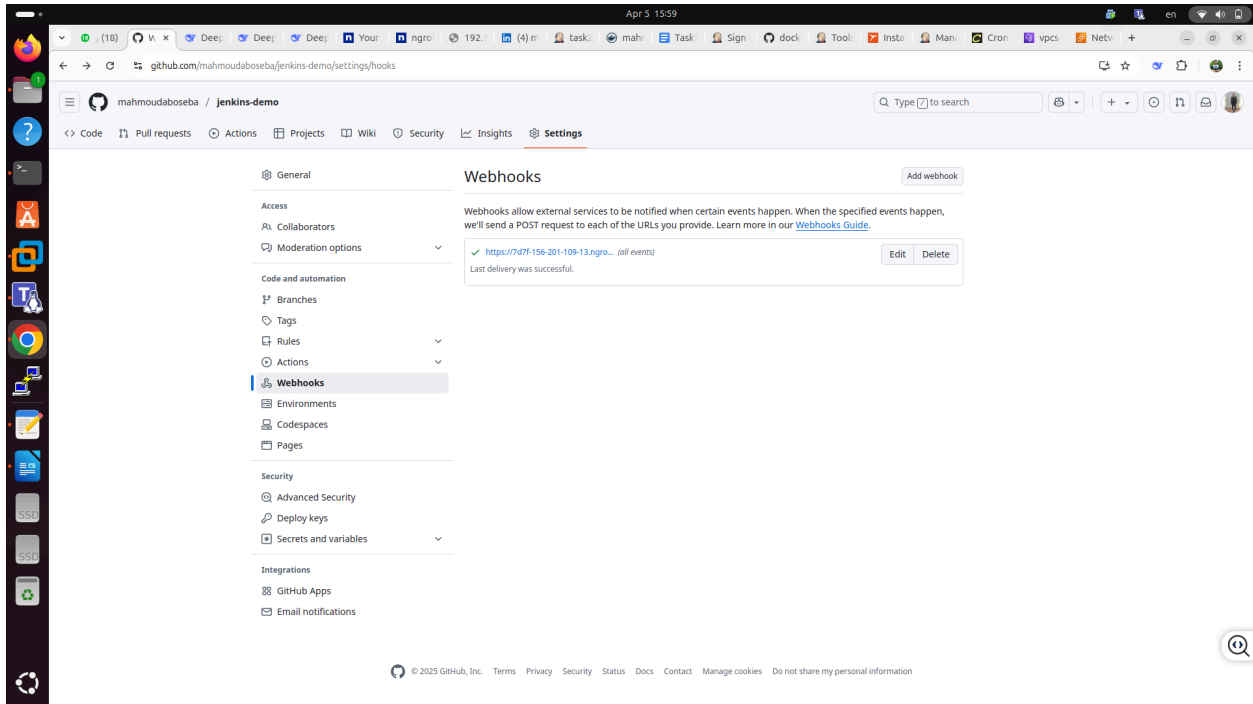 Apr 5 15:59
en
(18)
Deep
Deep
Deep
Your
ngro
192.
(4) m
task2
mahr
Task
Sign
dock
Tool
Insta
Man
Cron
vpcs
Netw
github.com/mahmoudaboseba/jenkins-demo/settings/hooks
mahmoudaboseba / jenkins-demo
Type / to search
Code Pull requests Actions Projects Wiki Security Insights Settings
General
Access
Collaborators
Moderation options
Code and automation
Branches
Tags
Rules
Actions
Webhooks
Environments
Codespaces
Pages
Security
Advanced Security
Deploy keys
Secrets and variables
Integrations
GitHub Apps
Email notifications
Webhooks
Add webhook
Webhooks allow external services to be notified when certain events happen. When the specified events happen,
we'll send a POST request to each of the URLs you provide. Learn more in our Webhooks Guide.
https://7d7f-156-201-109-13.ngro... (all events)
Edit Delete
Last delivery was successful.
© 2025 GitHub, Inc. Terms Privacy Security Status Docs Contact Manage cookies Do not share my personal information
1
SSD
SSD